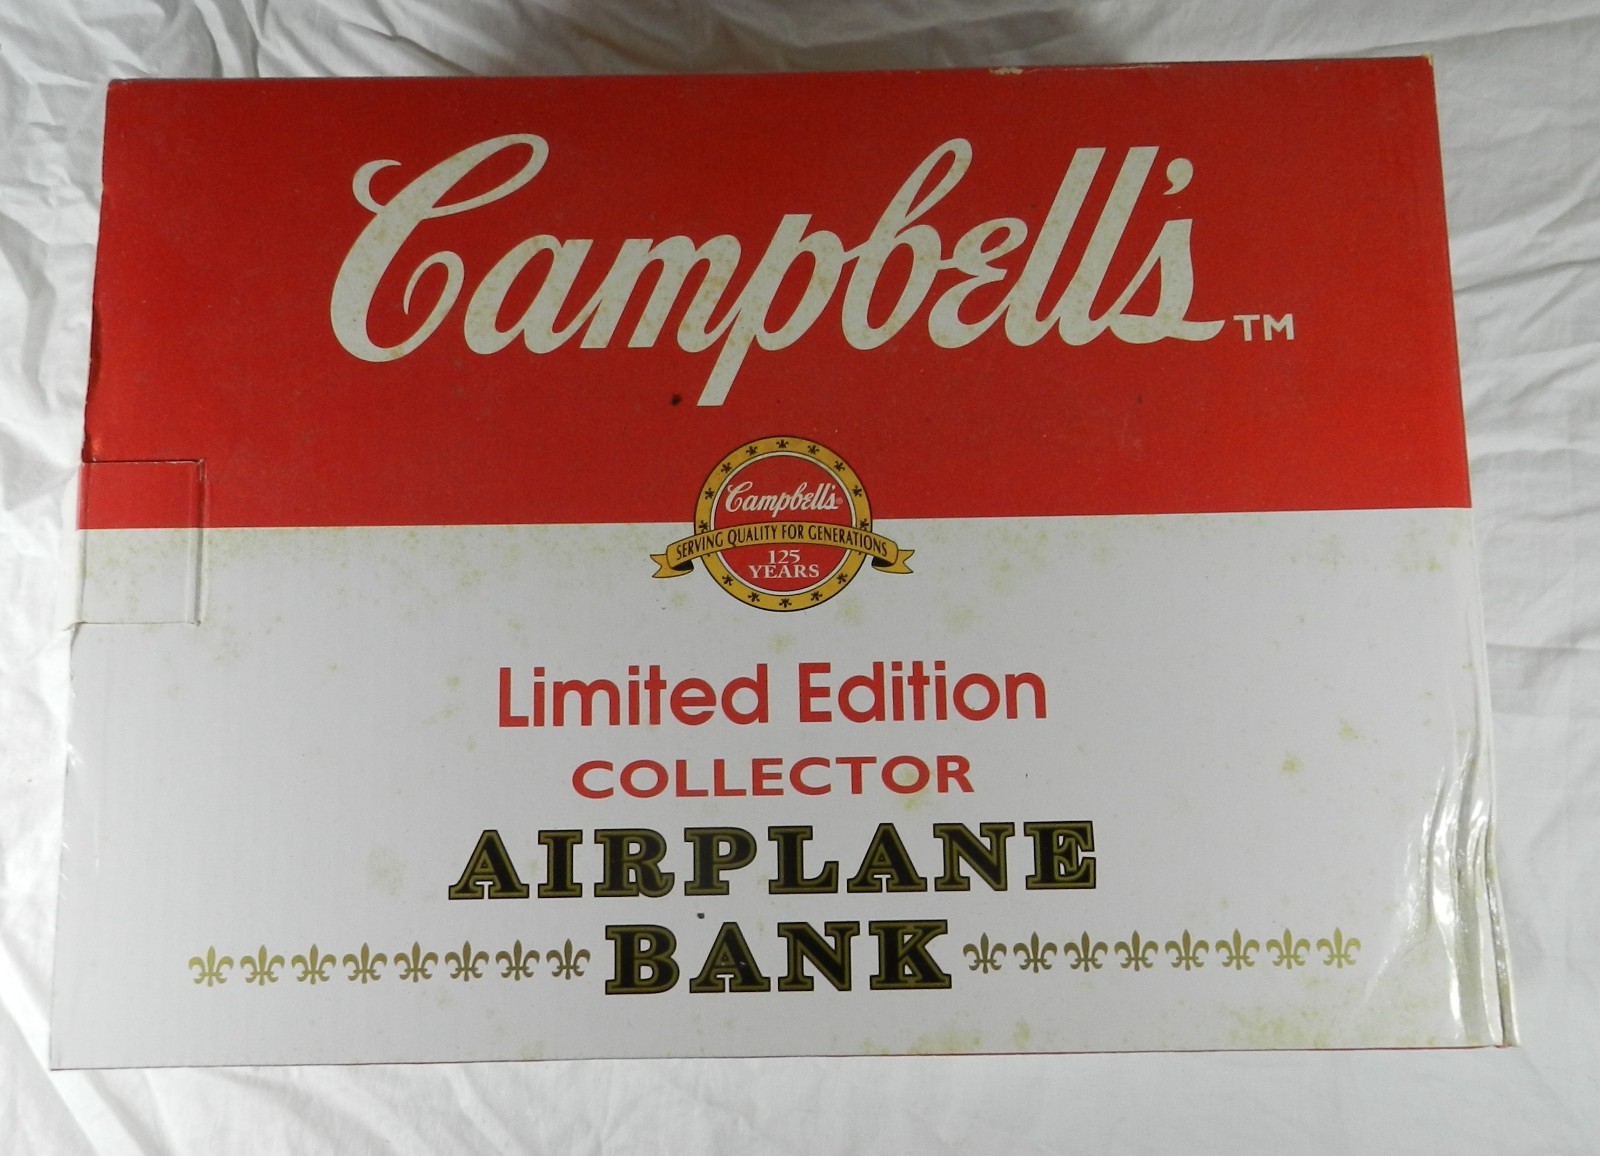 Campbell's™
Campbell's®
SERVING QUALITY FOR GENERATIONS
125
YEARS
Limited Edition
COLLECTOR
AIRPLANE
BANK